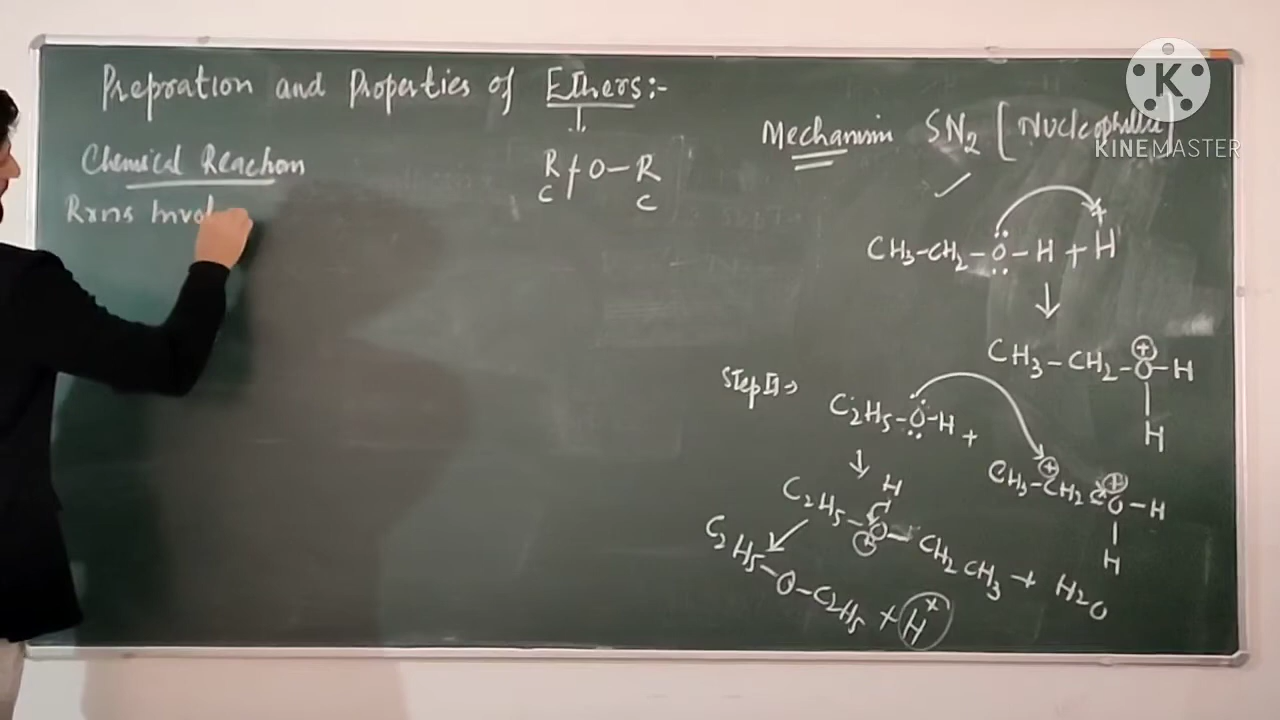 Prepration and Properties of Ethers:-
Chemical Reaction
Rxns Invol
R-O-R
C C
Mechanism SN2 [Nucleophillic]
K
KINEMASTER
CH3-CH2-O-H + H+
CH3-CH2-O-H
H
Step II→
C2H5-O-H +
CH3-CH2 O-H
H
H
C2H5-O-CH2CH3 + H2O
C2H5-O-C2H5 + H+